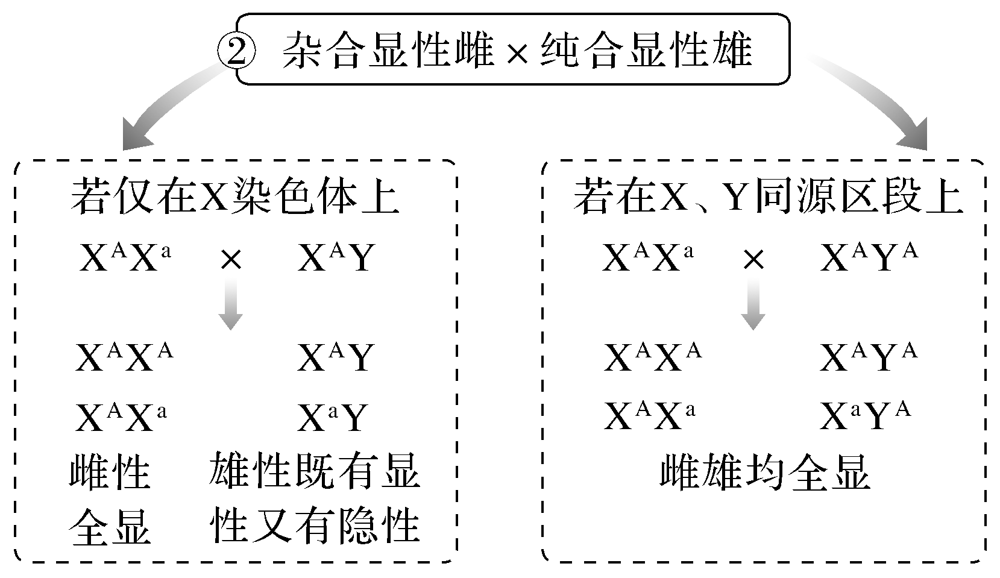 ② 杂合显性雌×纯合显性雄
若仅在X染色体上
XᴬXᵃ × XᴬY
XᴬXᴬ XᴬY
XᴬXᵃ XᵃY
雌性 雄性既有显
全显 性又有隐性
若在X、Y同源区段上
XᴬXᵃ × XᴬYᴬ
XᴬXᴬ XᴬYᴬ
XᴬXᵃ XᵃYᴬ
雌雄均全显